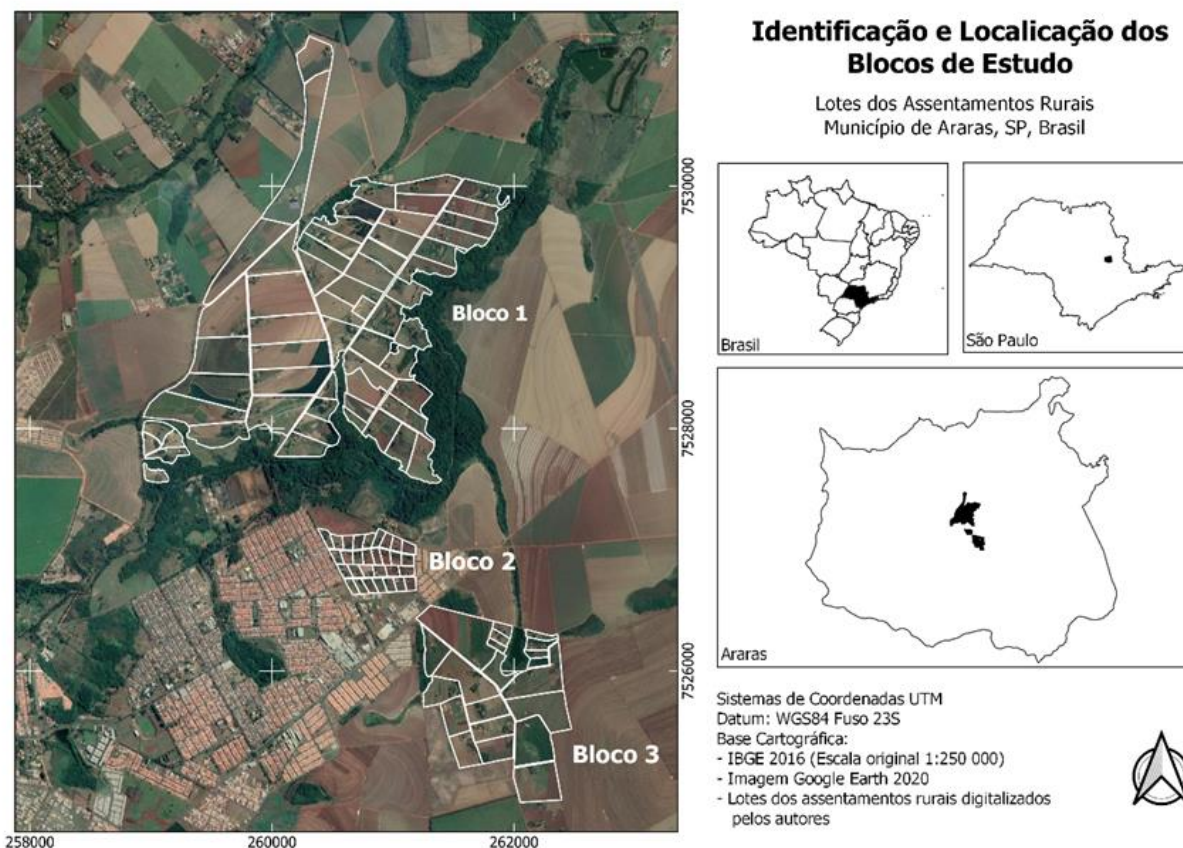 Identificação e Localização dos
Blocos de Estudo
Lotes dos Assentamentos Rurais
Município de Araras, SP, Brasil
7530000
Bloco 1
7528000
Bloco 2
7526000
Bloco 3
258000
260000
262000
Brasil
São Paulo
Araras
Sistemas de Coordenadas UTM
Datum: WGS84 Fuso 23S
Base Cartográfica:
- IBGE 2016 (Escala original 1:250 000)
- Imagem Google Earth 2020
- Lotes dos assentamentos rurais digitalizados
pelos autores